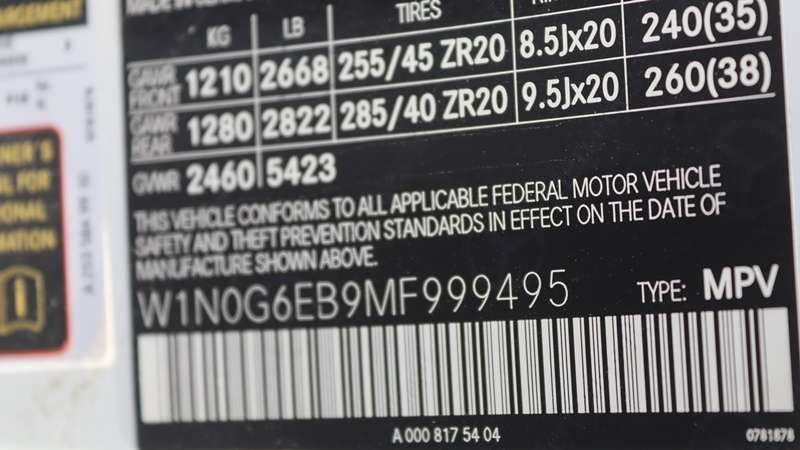 KG LB TIRES
GAWR FRONT 1210 2668 255/45 ZR20 8.5Jx20 240(35)
GAWR REAR 1280 2822 285/40 ZR20 9.5Jx20 260(38)
GVWR 2460 5423
THIS VEHICLE CONFORMS TO ALL APPLICABLE FEDERAL MOTOR VEHICLE
SAFETY AND THEFT PREVENTION STANDARDS IN EFFECT ON THE DATE OF
MANUFACTURE SHOWN ABOVE.
W1N0G6EB9MF999495 TYPE: MPV
A 000 817 54 04
0781878